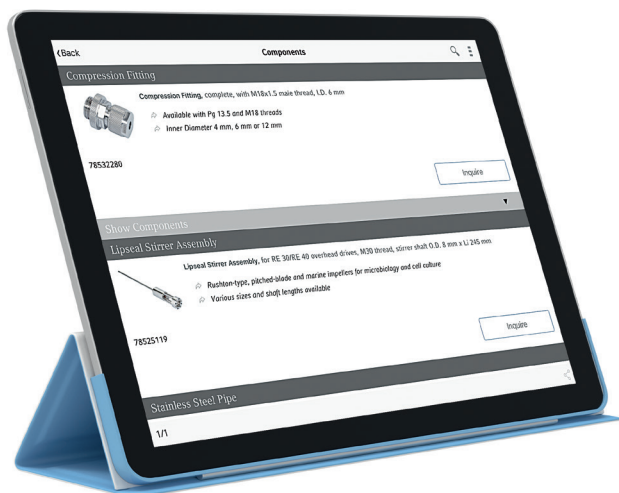 Back
Components
Compression Fitting
Compression Fitting, complete, with M18x1.5 male thread, I.D. 6 mm
Available with Pg 13.5 and M18 threads
Inner Diameter 4 mm, 6 mm or 12 mm
78532280
Inquire
Show Components
Lipseal Stirrer Assembly
Lipseal Stirrer Assembly, for RE 30/RE 40 overhead drives, M30 thread, stirrer shaft O.D. 8 mm x Li 245 mm
Rushton-type, pitched-blade and marine impellers for microbiology and cell culture
Various sizes and shaft lengths available
78525119
Inquire
Stainless Steel Pipe
1/1